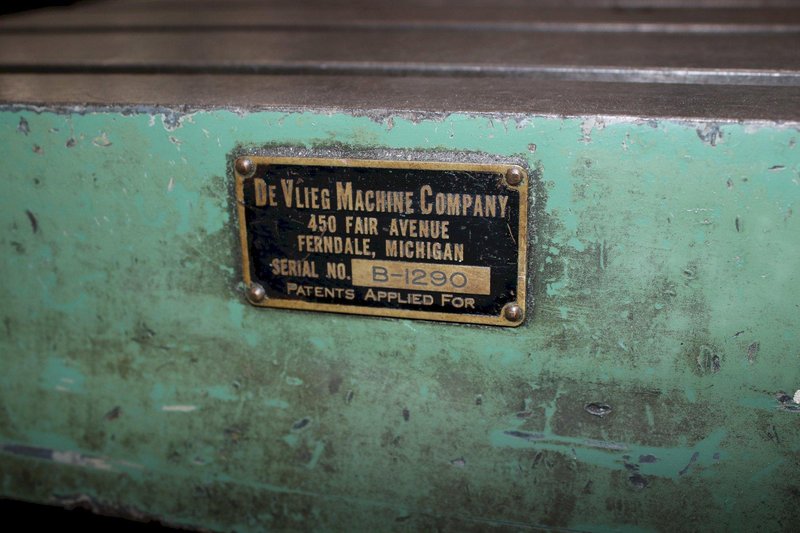 De Vlieg Machine Company
450 FAIR AVENUE
FERNDALE, MICHIGAN
SERIAL NO. B-1290
Patents Applied For